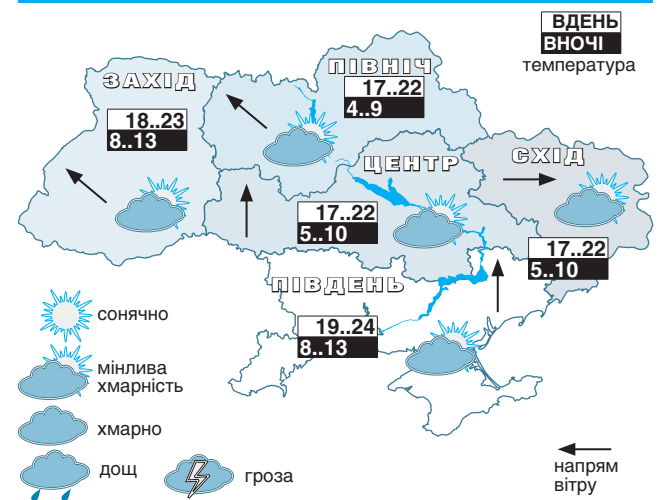 ВДЕНЬ
ВНОЧІ
температура
ПІВНІЧ
17..22
4..9
ЗАХІД
18..23
8..13
ЦЕНТР
17..22
5..10
СХІД
17..22
5..10
ПІВДЕНЬ
19..24
8..13
сонячно
мінлива
хмарність
хмарно
дощ
гроза
напрям
вітру